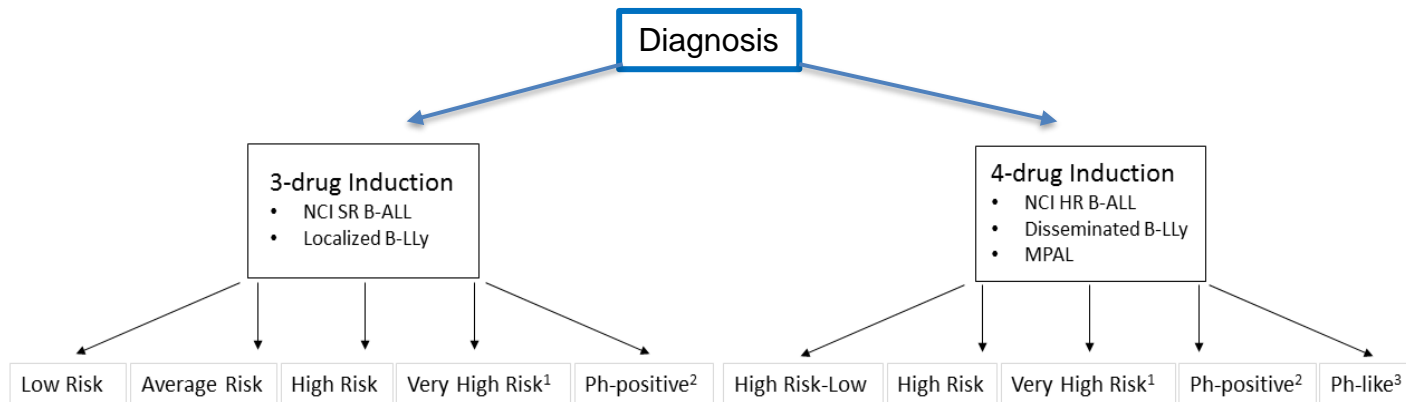 Diagnosis
3-drug Induction
• NCI SR B-ALL
• Localized B-LLy
4-drug Induction
• NCI HR B-ALL
• Disseminated B-LLy
• MPAL
Low Risk
Average Risk
High Risk
Very High Risk¹
Ph-positive²
High Risk-Low
High Risk
Very High Risk¹
Ph-positive²
Ph-like³